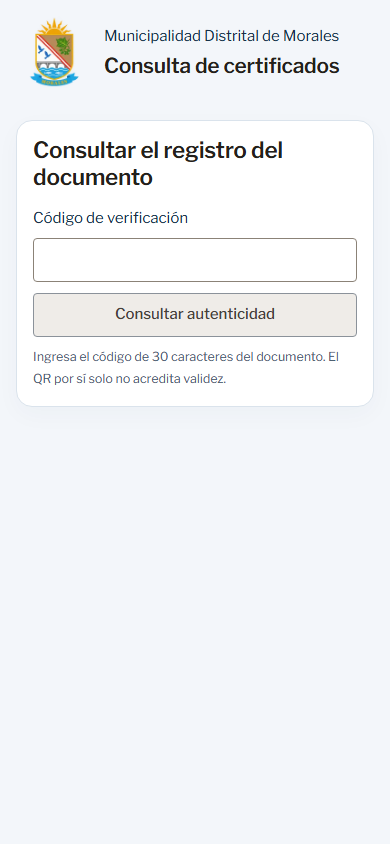 Municipalidad Distrital de Morales
Consulta de certificados
Consultar el registro del
documento
Código de verificación
Consultar autenticidad
Ingresa el código de 30 caracteres del documento. El
QR por sí solo no acredita validez.